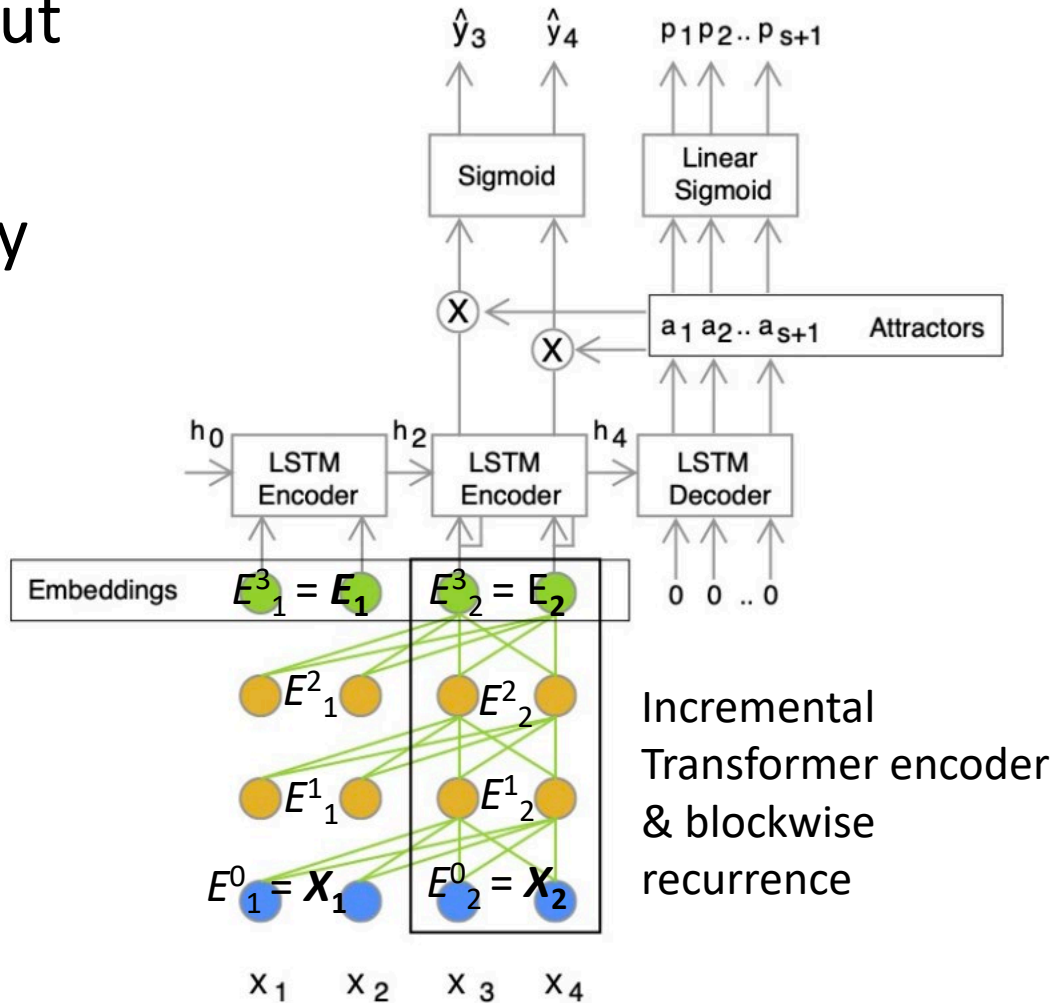 ut
y
ŷ₃ ŷ₄ p₁ p₂ .. pₛ₊₁
Sigmoid
Linear
Sigmoid
X
X
a₁ a₂ .. aₛ₊₁ Attractors
h₀ h₂ h₄
LSTM
Encoder
LSTM
Encoder
LSTM
Decoder
Embeddings E³₁ = E₁ E³₂ = E₂ 0 0 .. 0
E²₁ E²₂
E¹₁ E¹₂
E⁰₁ = X₁ E⁰₂ = X₂
x₁ x₂ x₃ x₄
Incremental
Transformer encoder
& blockwise
recurrence